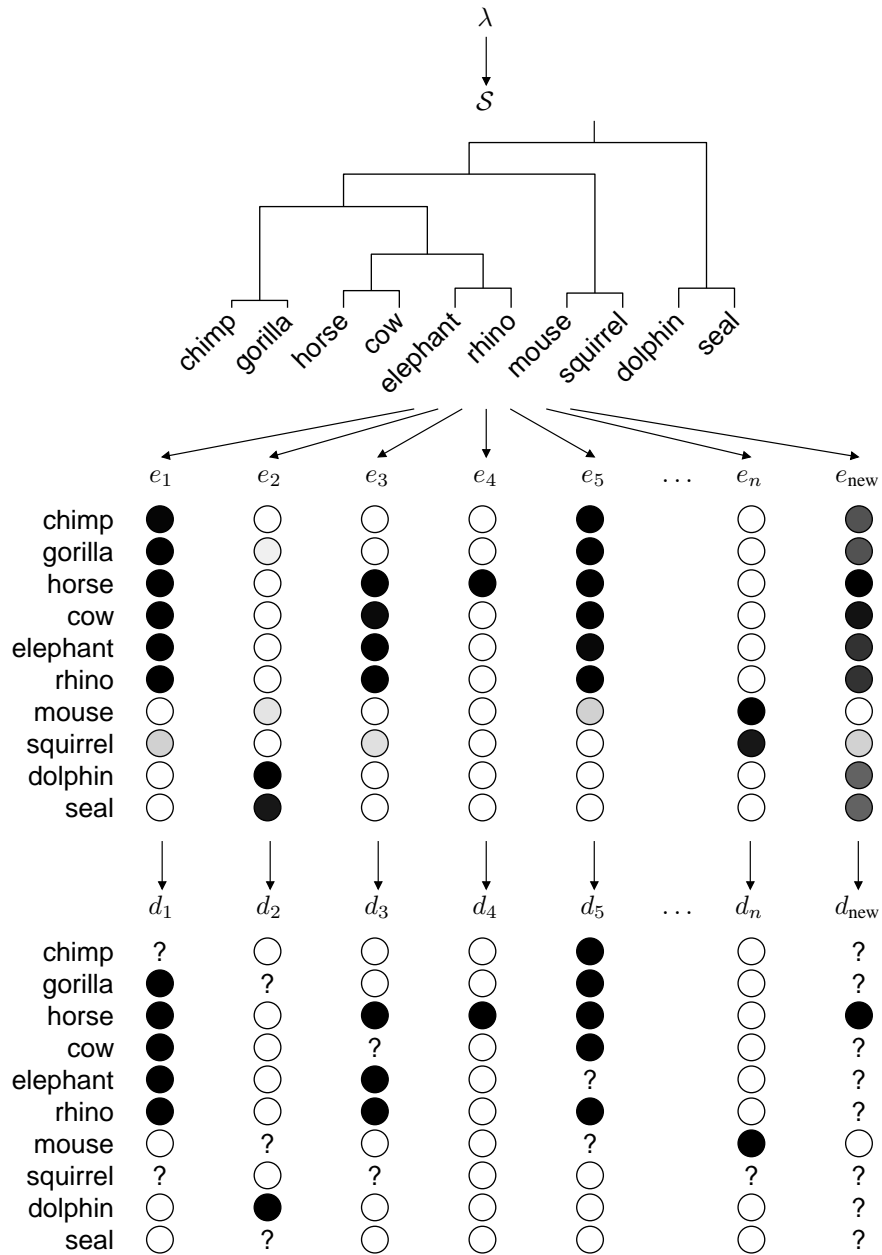 λ
S
chimp gorilla horse cow elephant rhino mouse squirrel dolphin seal
e1 e2 e3 e4 e5 ... en enew
chimp
gorilla
horse
cow
elephant
rhino
mouse
squirrel
dolphin
seal
d1 d2 d3 d4 d5 ... dn dnew
chimp ? ?
gorilla ? ?
horse
cow ? ?
elephant ? ?
rhino ?
mouse ? ?
squirrel ? ? ? ?
dolphin ?
seal ? ?